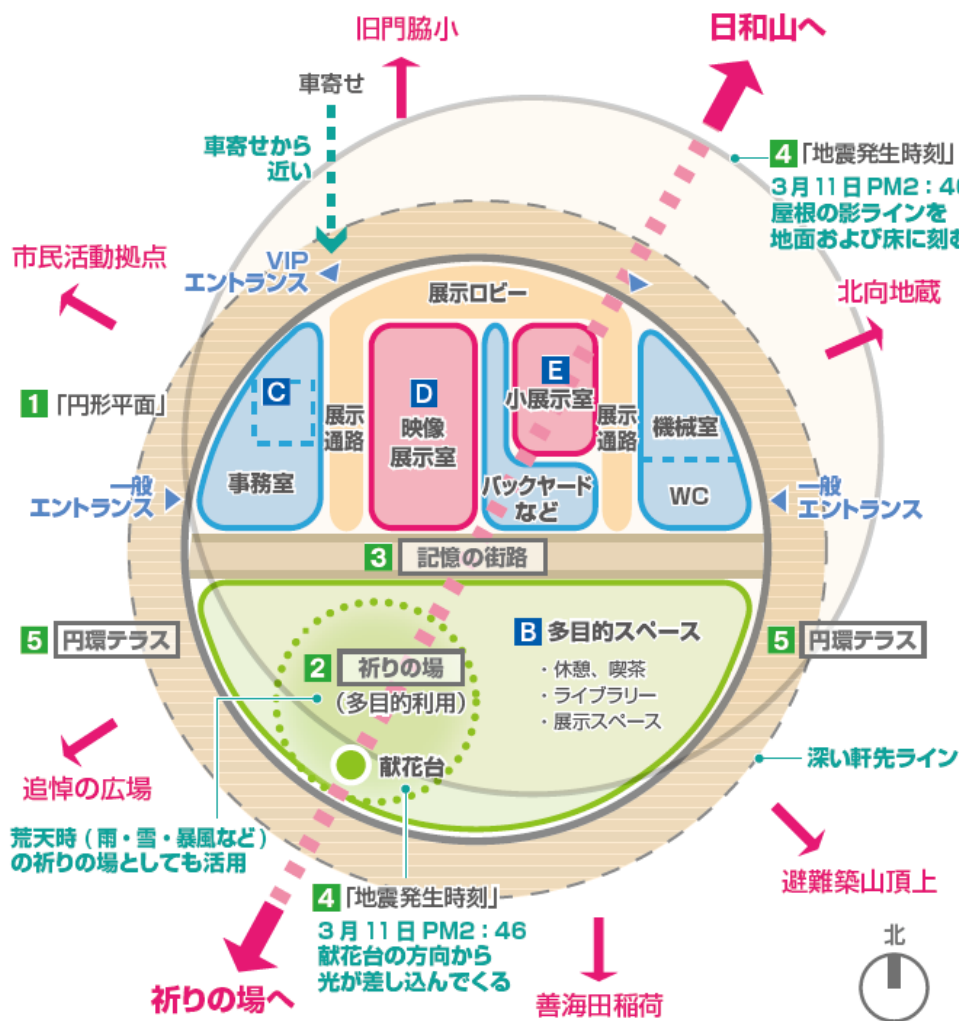 旧門脇小
日和山へ
車寄せ
車寄せから
近い
4 「地震発生時刻」
3月11日 PM2：46
屋根の影ラインを
地面および床に刻む
市民活動拠点
VIP
エントランス
展示ロビー
北向地蔵
1 「円形平面」
C
D
E
小展示室
展示
通路
映像
展示室
展示
通路
機械室
事務室
バックヤード
など
WC
一般
エントランス
一般
エントランス
3 記憶の街路
5 円環テラス
B 多目的スペース
5 円環テラス
2 祈りの場
（多目的利用）
・休憩、喫茶
・ライブラリー
・展示スペース
献花台
深い軒先ライン
追悼の広場
荒天時（雨・雪・暴風など）
の祈りの場としても活用
避難築山頂上
4 「地震発生時刻」
3月11日 PM2：46
献花台の方向から
光が差し込んでくる
北
祈りの場へ
善海田稲荷